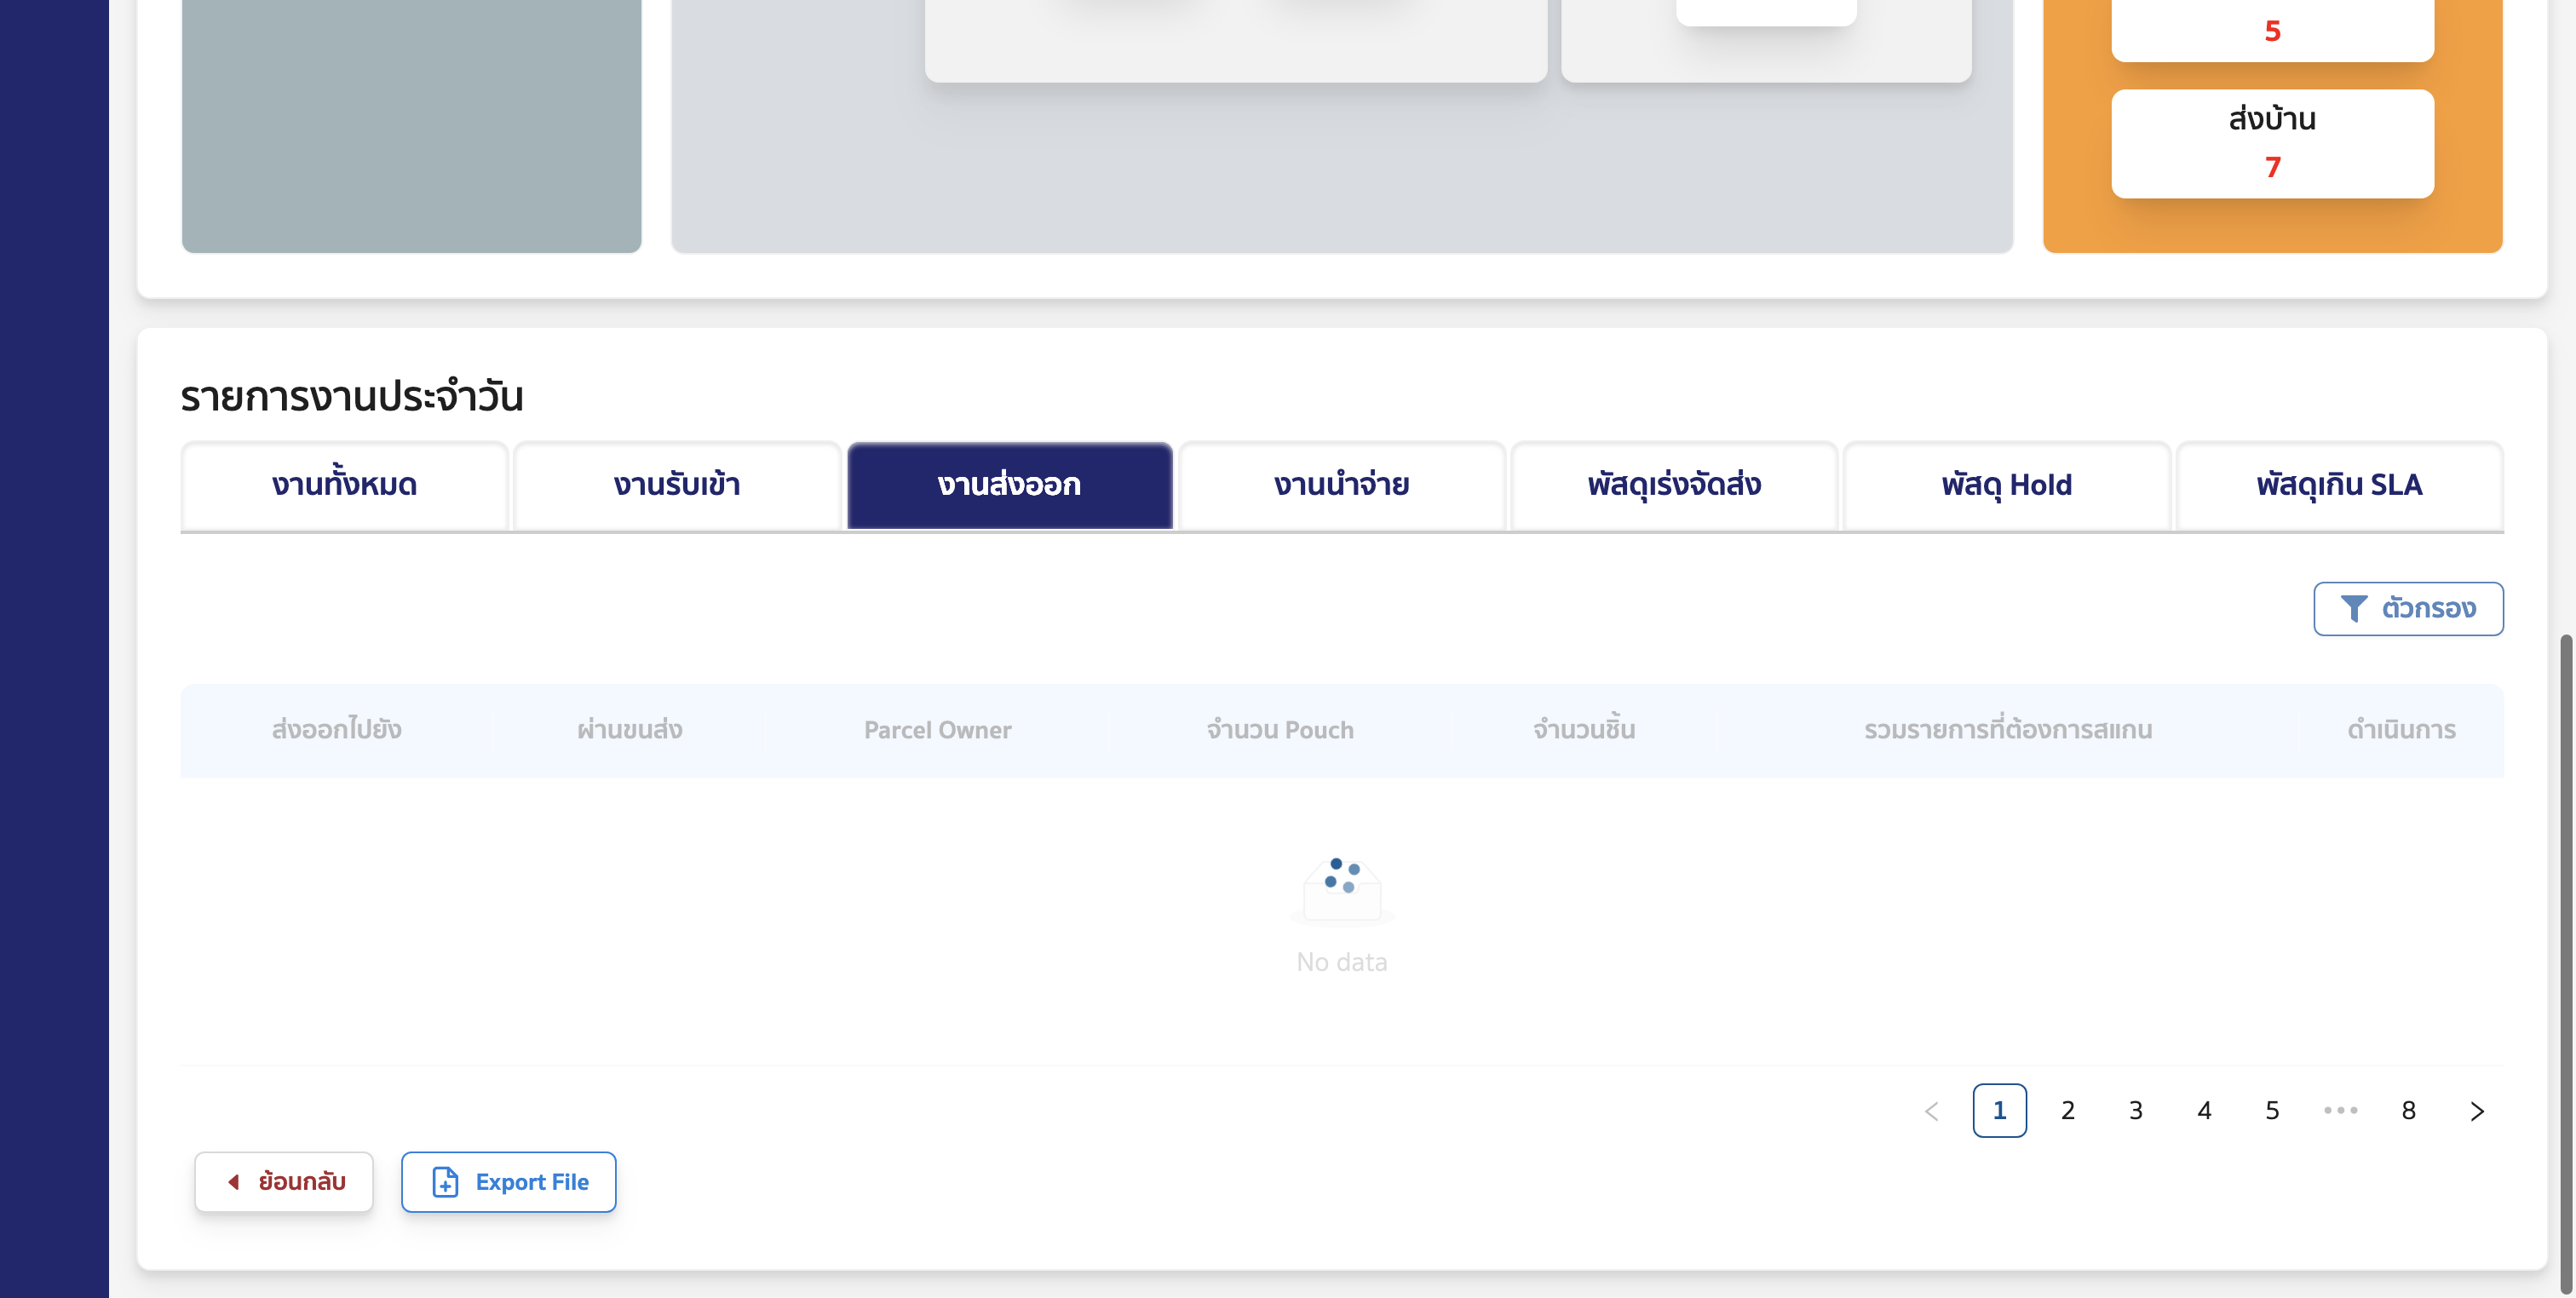 5
ส่งบ้าน
7
รายการงานประจำวัน
งานทั้งหมด
งานรับเข้า
งานส่งออก
งานนำจ่าย
พัสดุเร่งจัดส่ง
พัสดุ Hold
พัสดุเกิน SLA
ตัวกรอง
ส่งออกไปยัง
ผ่านขนส่ง
Parcel Owner
จำนวน Pouch
จำนวนชิ้น
รวมรายการที่ต้องการสแกน
ดำเนินการ
No data
1 2 3 4 5 ••• 8
ย้อนกลับ
Export File